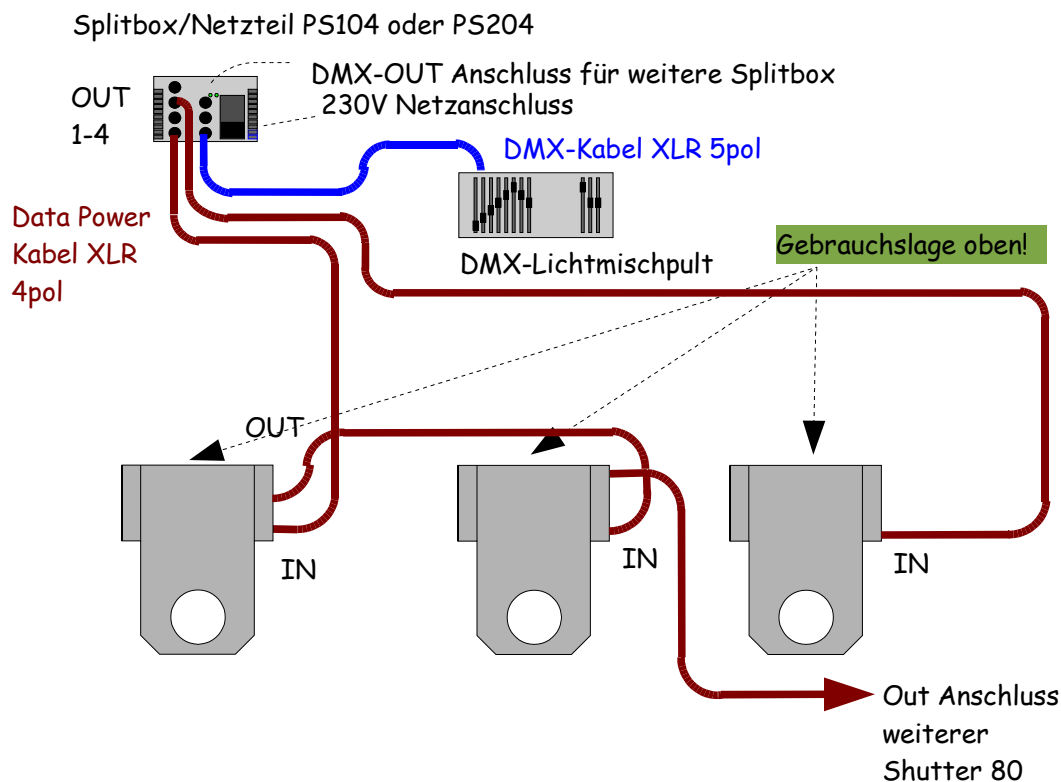 Splitbox/Netzteil PS104 oder PS204
DMX-OUT Anschluss für weitere Splitbox
230V Netzanschluss
OUT
1-4
DMX-Kabel XLR 5pol
Data Power
Kabel XLR
4pol
DMX-Lichtmischpult
Gebrauchslage oben!
OUT
IN
IN
IN
Out Anschluss
weiterer
Shutter 80